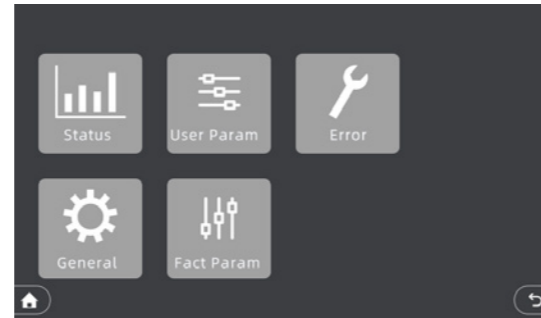 Status
User Param
Error
General
Fact Param